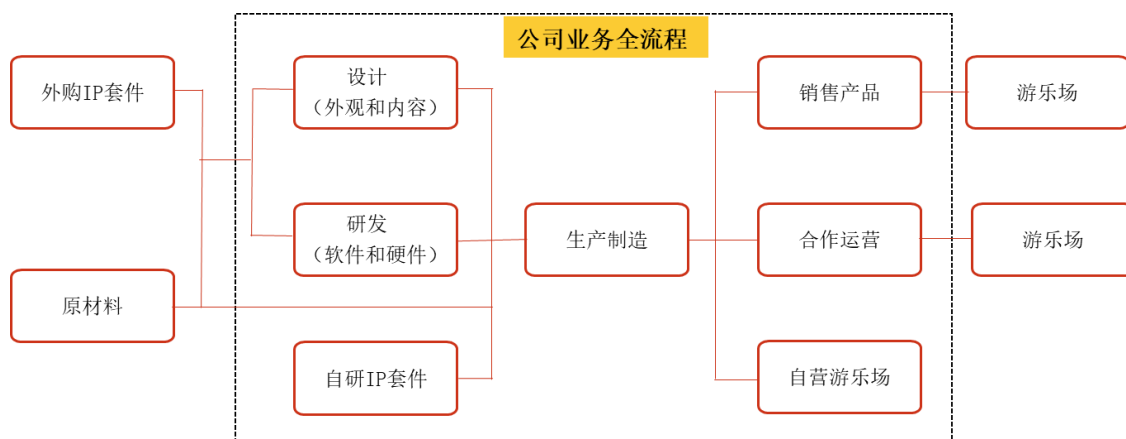 公司业务全流程
外购IP套件
设计
（外观和内容）
销售产品
游乐场
研发
（软件和硬件）
生产制造
合作运营
游乐场
原材料
自研IP套件
自营游乐场